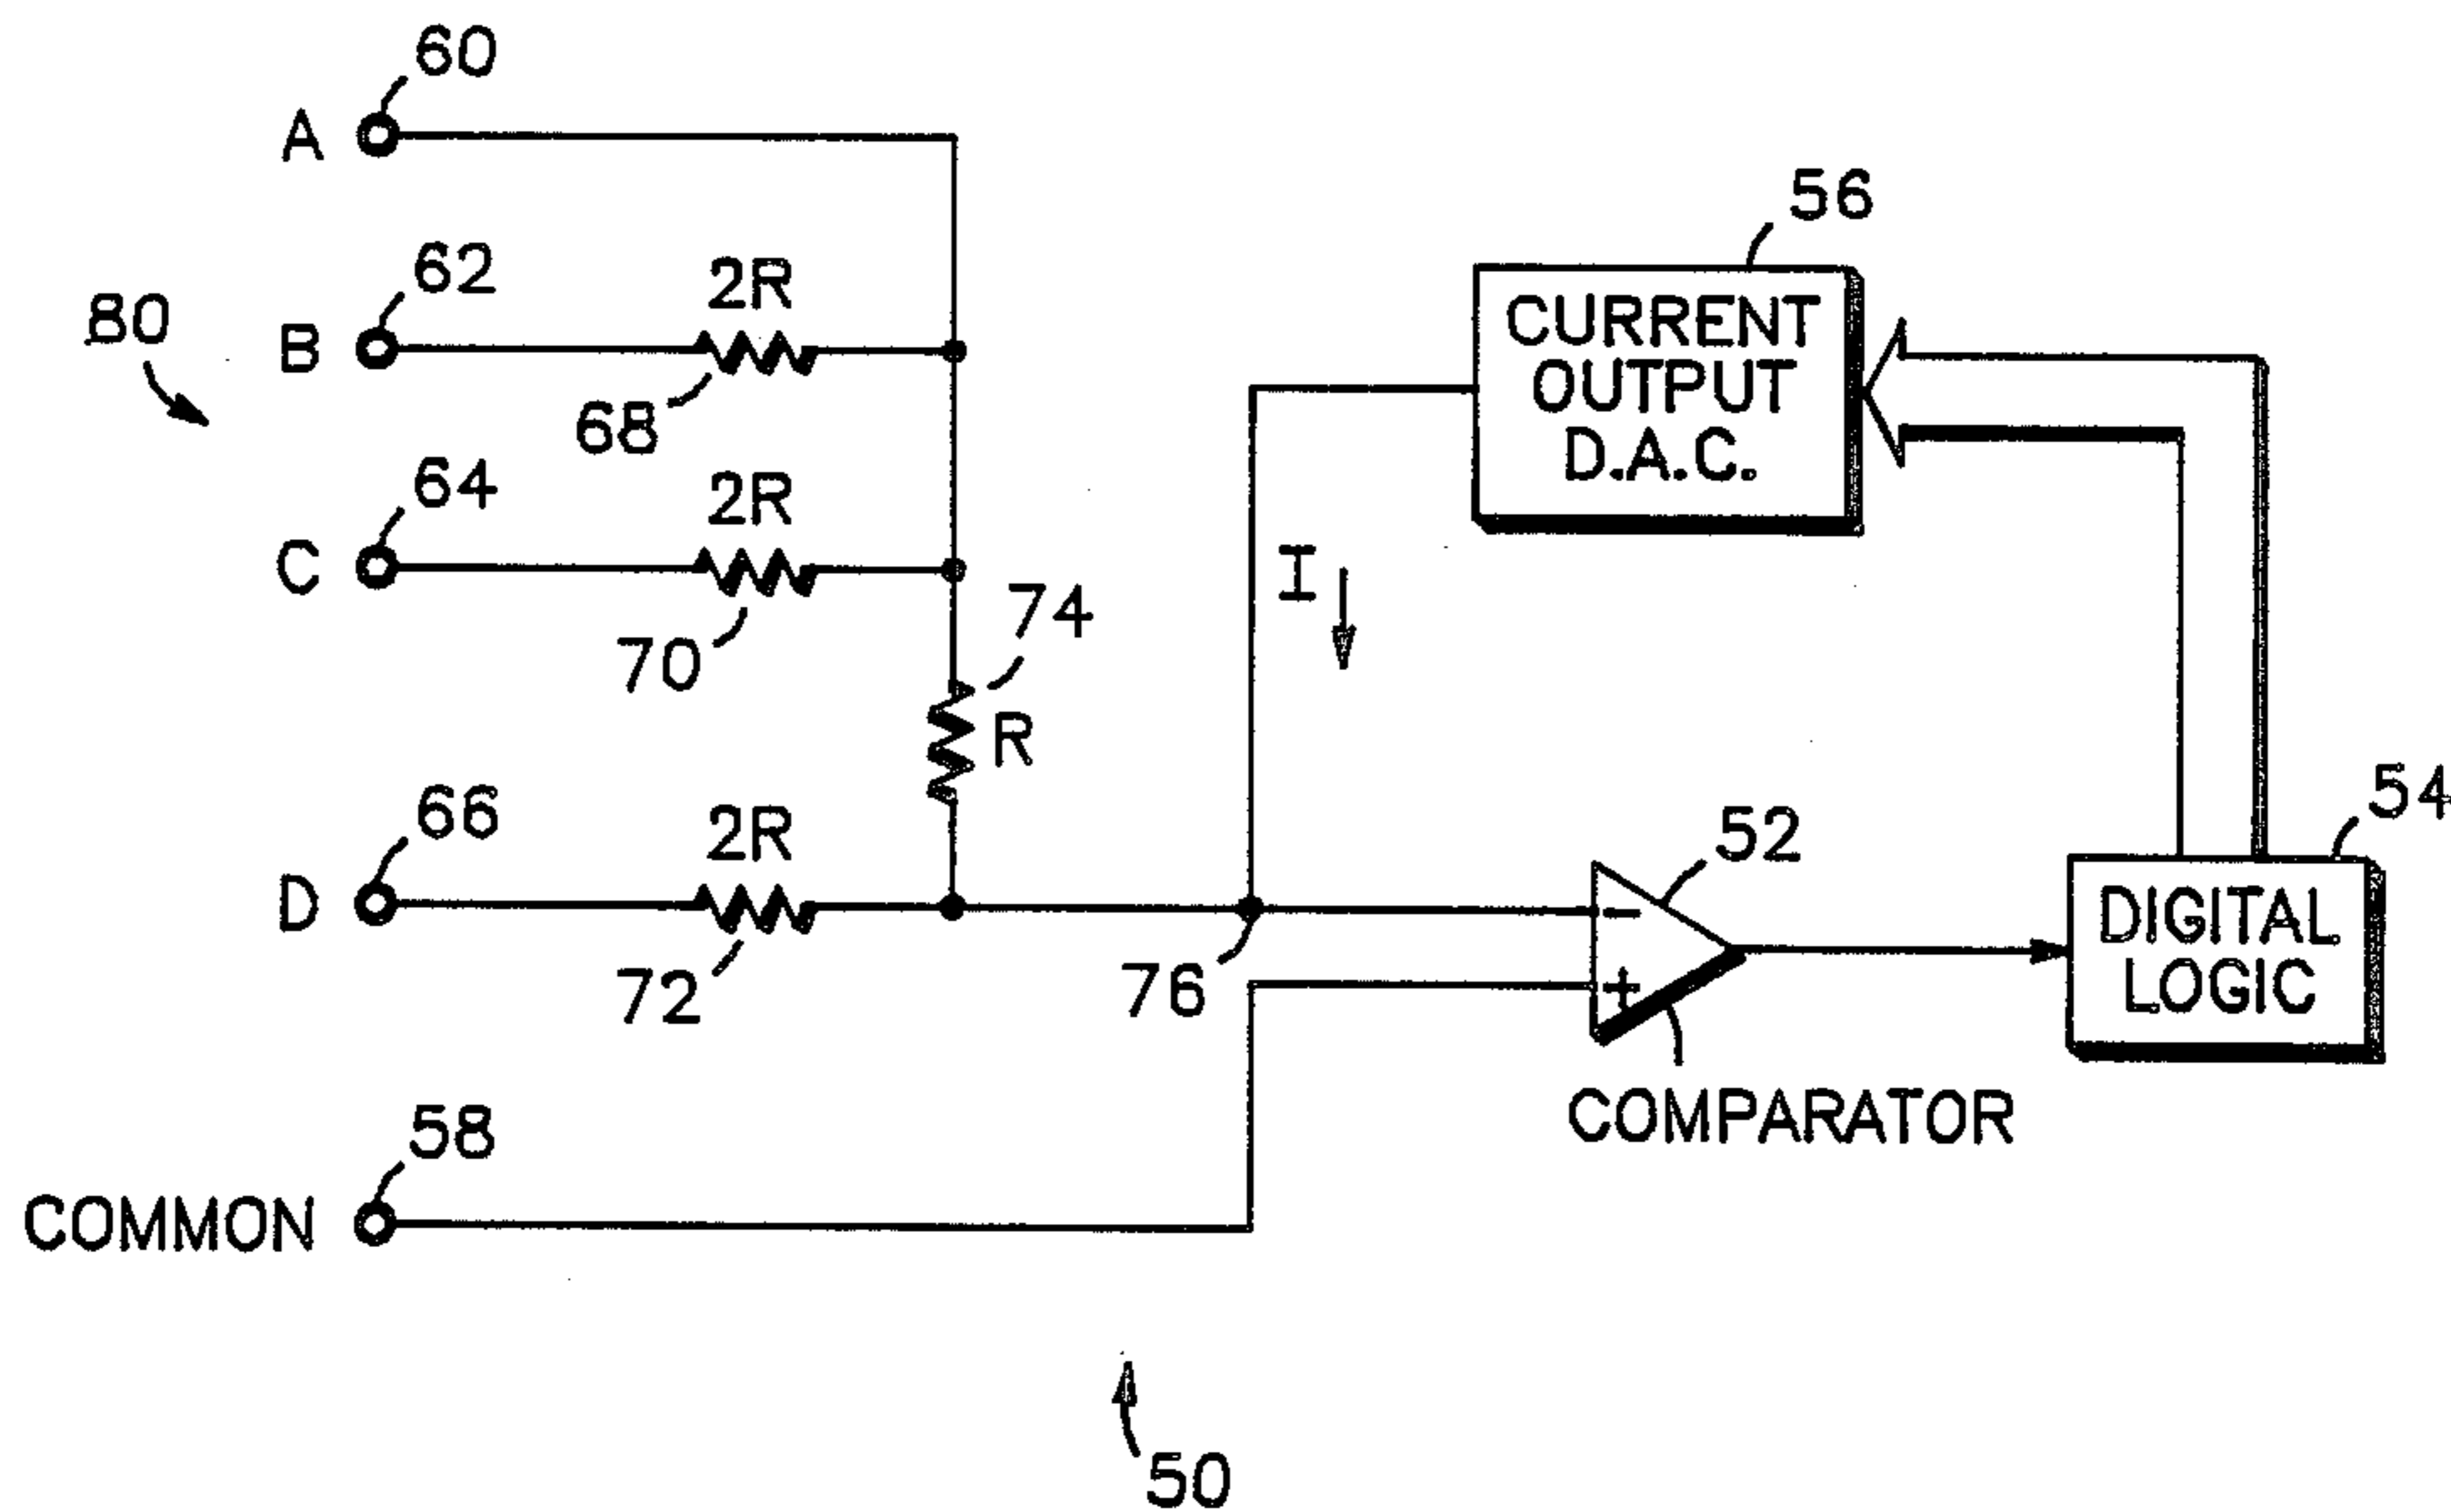 60
A
56
62
2R
80
B
CURRENT
OUTPUT
D.A.C.
68
64
2R
C
I
74
70
R
54
66
2R
52
D
DIGITAL
LOGIC
-
76
72
+
COMPARATOR
58
COMMON
50